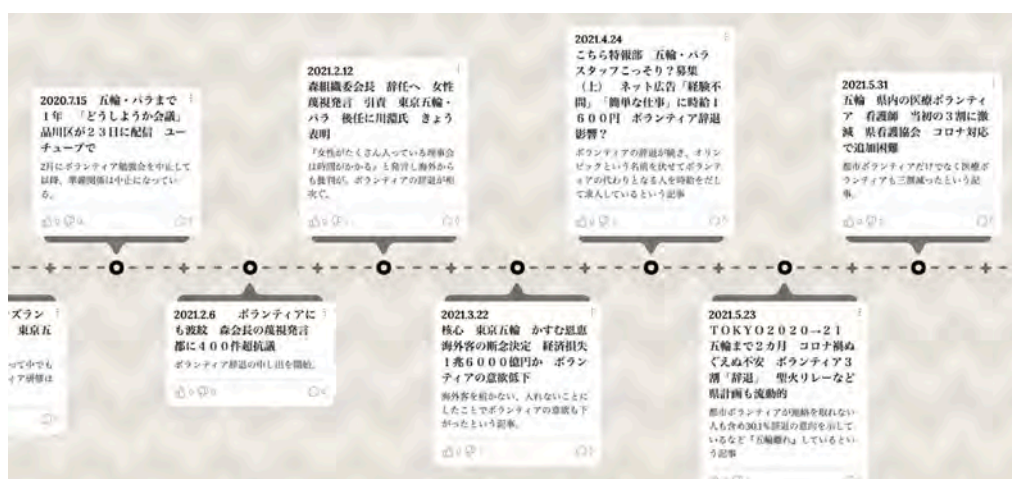 2020.7.15　五輪・パラまで
１年　「どうしようか会議」
品川区が２３日に配信　ユー
チューブで
2月にボランティア勉強会を中止して
以降、準備関係は中止になってい
る。
2021.2.12
森組織委会長　辞任へ　女性
蔑視発言　引責　東京五輪・
パラ　後任に川淵氏　きょう
表明
『女性がたくさん入っている理事会
は時間がかかる』と発言し海外から
も批判が。ボランティアの辞退が相
次ぐ。
2021.4.24
こちら特報部　五輪・パラ
スタッフこっそり？募集
（上）　ネット広告「経験不
問」「簡単な仕事」に時給１
６００円　ボランティア辞退
影響？
ボランティアの辞退が続き、オリン
ピックという名前を伏せてボランテ
ィアの代わりとなる人を時給をだし
て求人しているという記事
2021.5.31
五輪　県内の医療ボランティ
ア　看護師　当初の３割に激
減　県看護協会　コロナ対応
で追加困難
都市ボランティアだけでなく医療ボ
ランティアも三割減ったという記
事。
ズラン
東京五
って中でも
ィア研修は
2021.2.6　ボランティアに
も波紋　森会長の蔑視発言
都に４００件超抗議
ボランティア辞退の申し出を開始。
2021.3.22
核心　東京五輪　かすむ恩恵
海外客の断念決定　経済損失
１兆６０００億円か　ボラン
ティアの意欲低下
海外客を招かない、入れないことに
したことでボランティアの意欲も下
がったという記事。
2021.5.23
ＴＯＫＹＯ２０２０→２１
五輪まで２カ月　コロナ禍ぬ
ぐえぬ不安　ボランティア３
割「辞退」　聖火リレーなど
県計画も流動的
都市ボランティアが連絡を取れない
人も含め30.1％辞退の意向を示して
いるなど『五輪離れ』しているとい
う記事